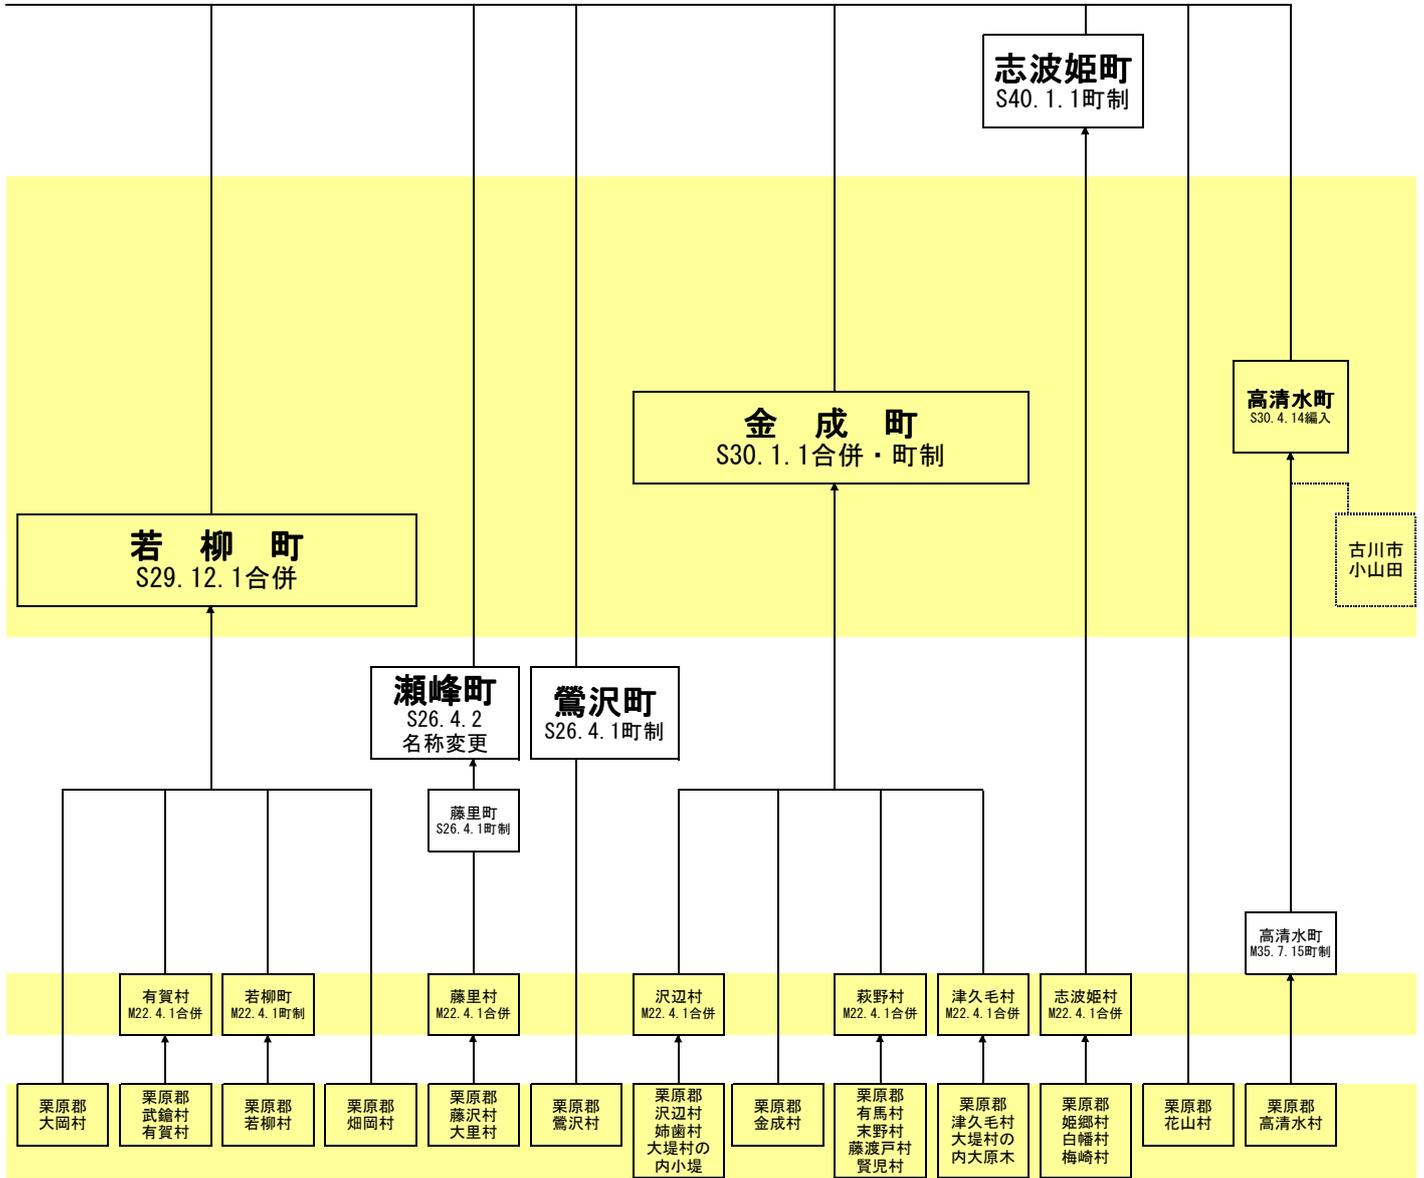 志波姫町
S40.1.1町制
高清水町
S30.4.14編入
金　成　町
S30.1.1合併・町制
若　柳　町
S29.12.1合併
古川市
小山田
瀬峰町
S26.4.2
名称変更
鶯沢町
S26.4.1町制
藤里町
S26.4.1町制
高清水町
M35.7.15町制
有賀村
M22.4.1合併
若柳町
M22.4.1町制
藤里村
M22.4.1合併
沢辺村
M22.4.1合併
萩野村
M22.4.1合併
津久毛村
M22.4.1合併
志波姫村
M22.4.1合併
栗原郡
大岡村
栗原郡
武鎗村
有賀村
栗原郡
若柳村
栗原郡
畑岡村
栗原郡
藤沢村
大里村
栗原郡
鶯沢村
栗原郡
沢辺村
姉歯村
大堤村の
内小堤
栗原郡
金成村
栗原郡
有馬村
末野村
藤渡戸村
賢児村
栗原郡
津久毛村
大堤村の
内大原木
栗原郡
姫郷村
白幡村
梅崎村
栗原郡
花山村
栗原郡
高清水村